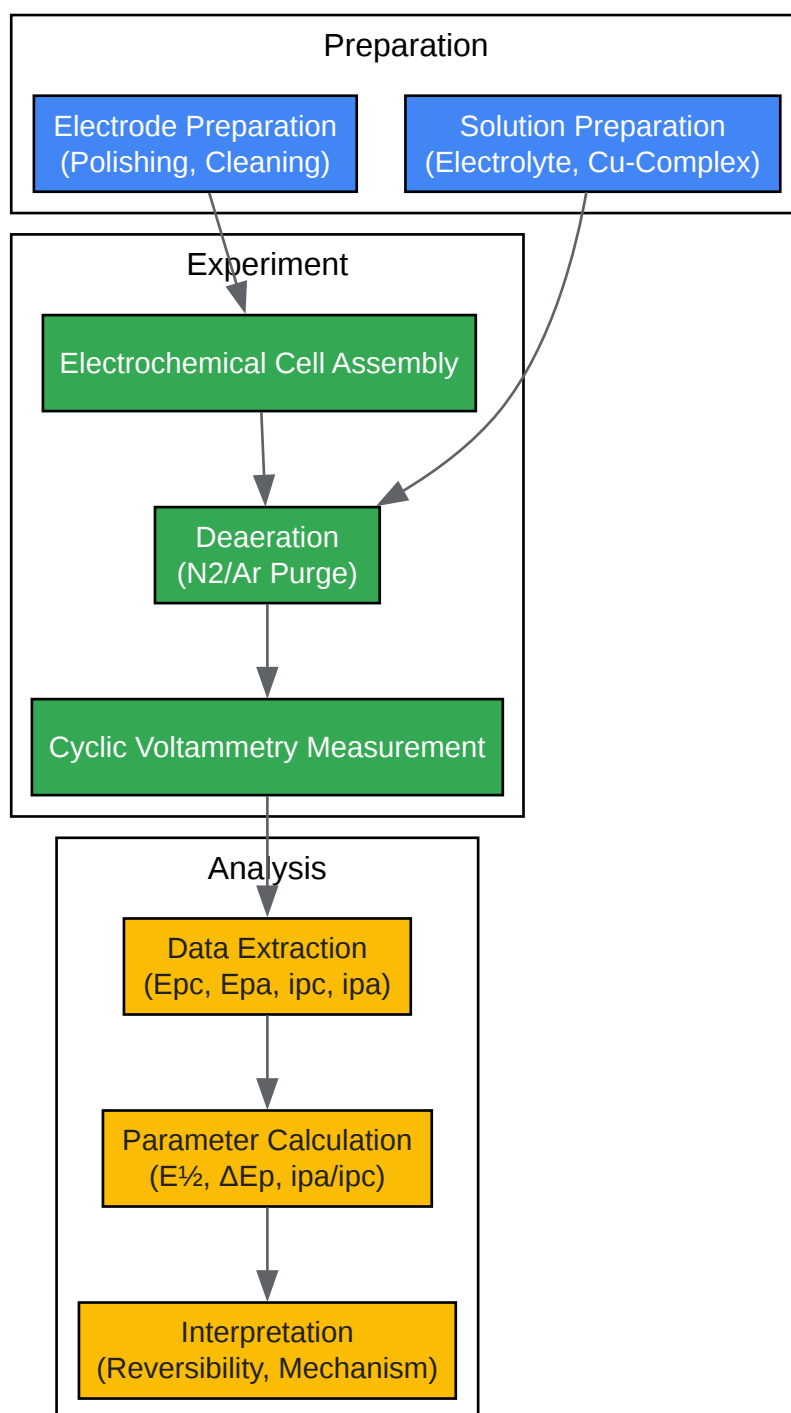 Preparation
Electrode Preparation
(Polishing, Cleaning)
Solution Preparation
(Electrolyte, Cu-Complex)
Experiment
Electrochemical Cell Assembly
Deaeration
(N2/Ar Purge)
Cyclic Voltammetry Measurement
Analysis
Data Extraction
(Epc, Epa, ipc, ipa)
Parameter Calculation
(E½, ΔEp, ipa/ipc)
Interpretation
(Reversibility, Mechanism)